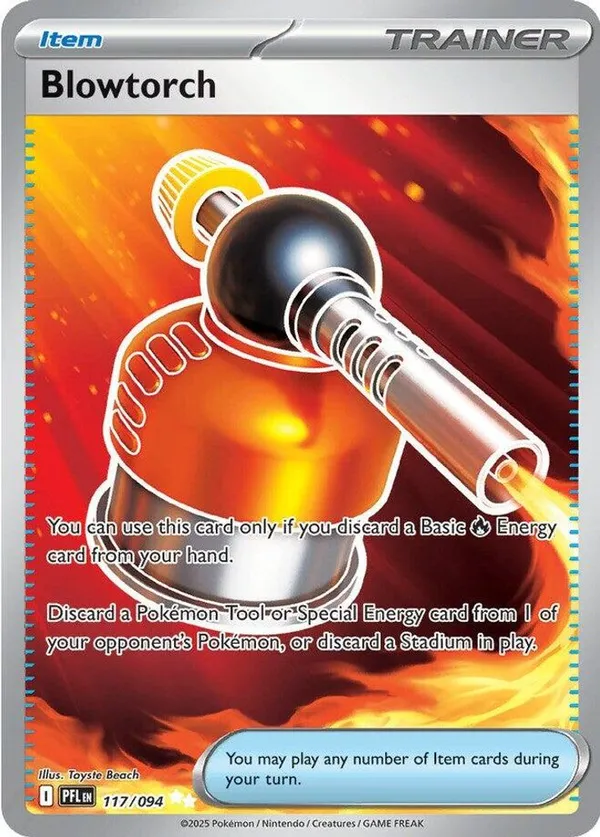 Item
TRAINER
Blowtorch
You can use this card only if you discard a Basic 🔥 Energy
card from your hand.
Discard a Pokémon Tool or Special Energy card from 1 of
your opponent's Pokémon, or discard a Stadium in play.
You may play any number of Item cards during
your turn.
Illus. Toyste Beach
I PFL EN 117/094 ★★
©2025 Pokémon / Nintendo / Creatures / GAME FREAK